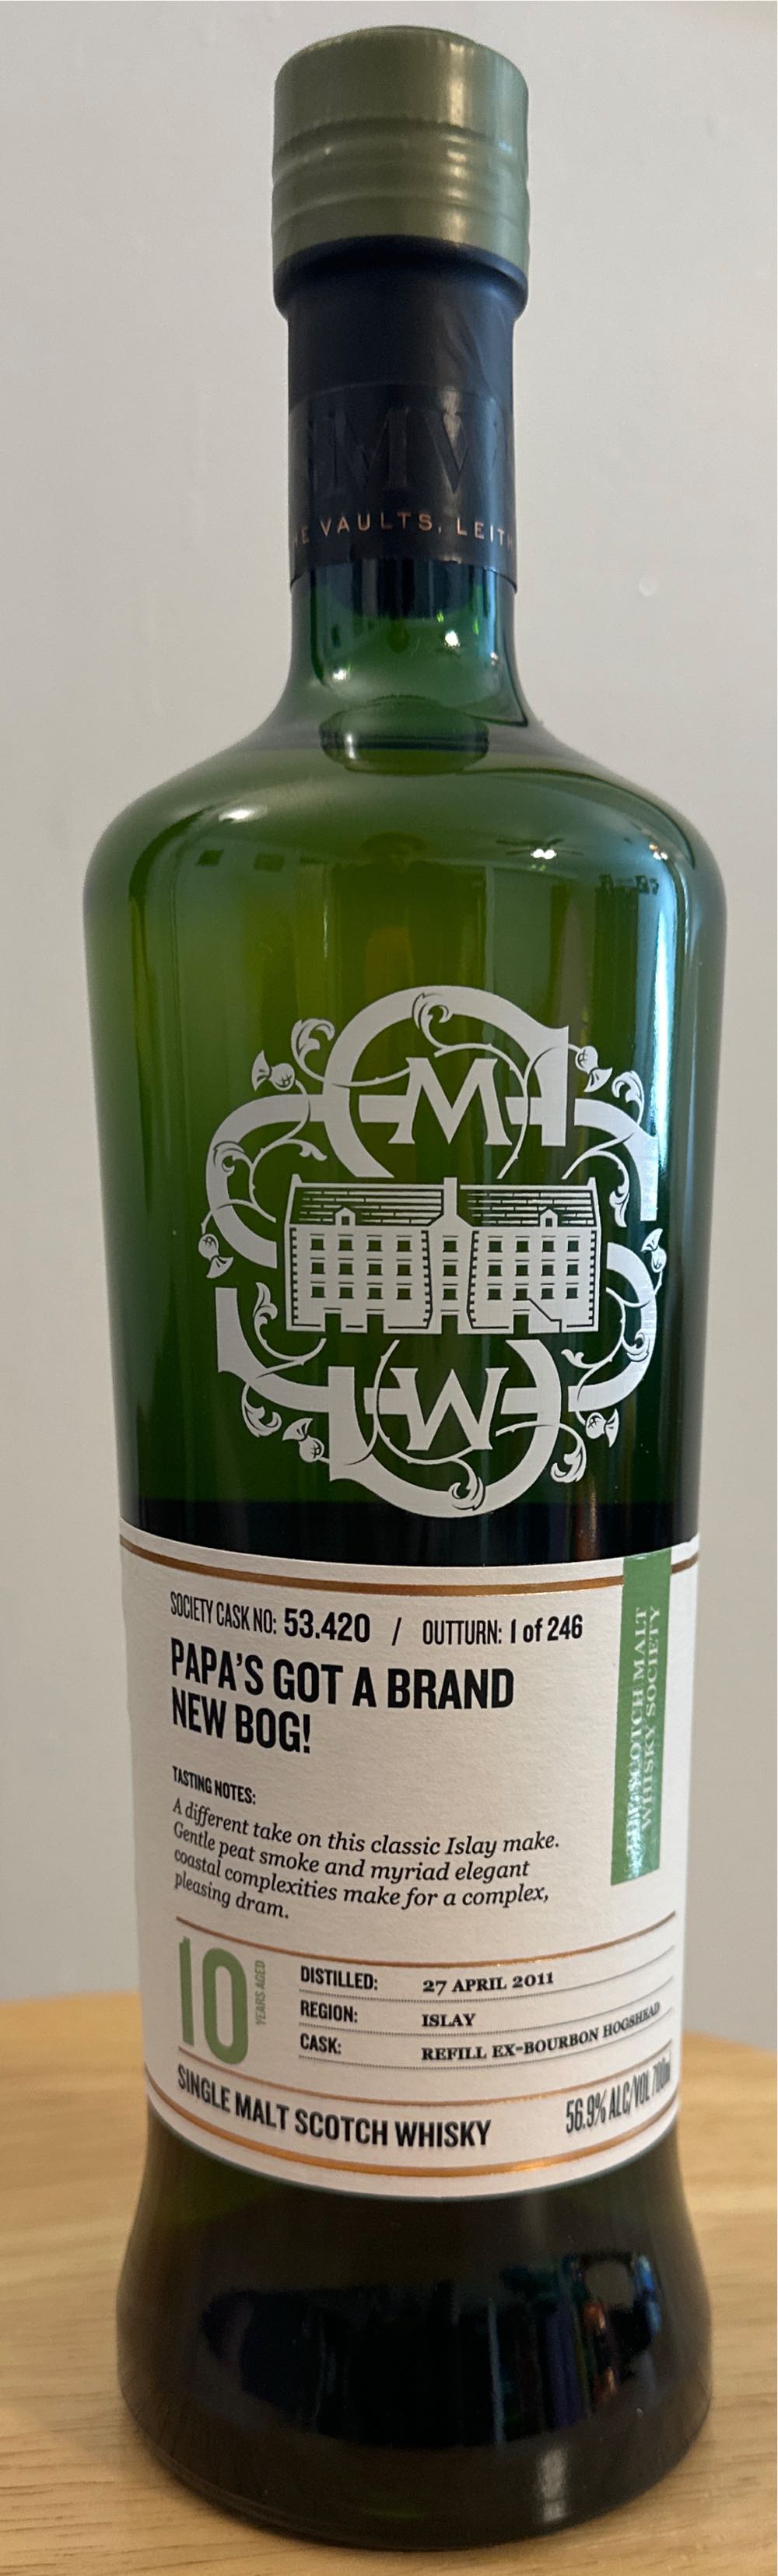 SMW
THE VAULTS, LEITH
M
W
SOCIETY CASK NO: 53.420 / OUTTURN: 1 of 246
PAPA'S GOT A BRAND
NEW BOG!
THE SCOTCH MALT
WHISKY SOCIETY
TASTING NOTES:
A different take on this classic Islay make.
Gentle peat smoke and myriad elegant
coastal complexities make for a complex,
pleasing dram.
10 YEARS AGED
DISTILLED: 27 APRIL 2011
REGION: ISLAY
CASK: REFILL EX-BOURBON HOGSHEAD
SINGLE MALT SCOTCH WHISKY 56.9% ALC/VOL 700ml